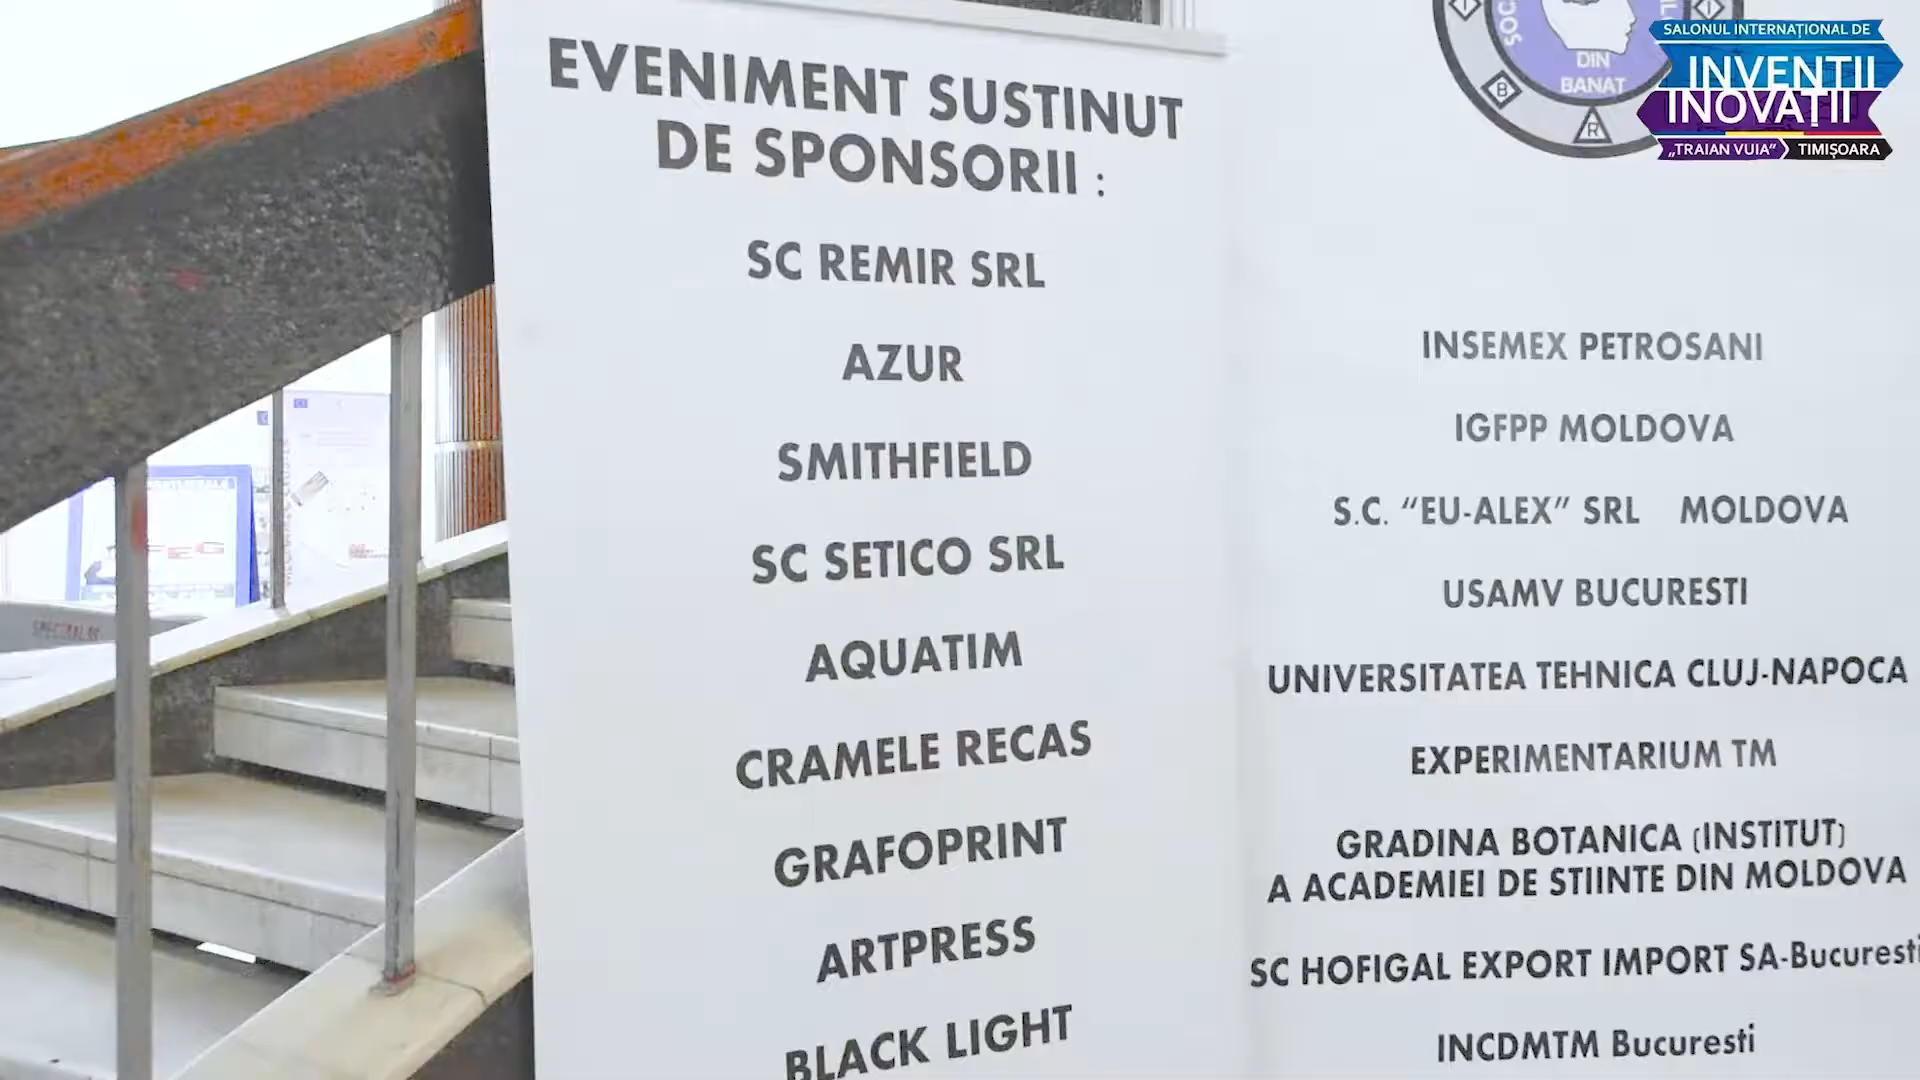 EVENIMENT SUSTINUT
DE SPONSORII :
SC REMIR SRL
AZUR
SMITHFIELD
SC SETICO SRL
AQUATIM
CRAMELE RECAS
GRAFOPRINT
ARTPRESS
BLACK LIGHT
DIN
BANAT
B
R
INSEMEX PETROSANI
IGFPP MOLDOVA
S.C. “EU-ALEX” SRL MOLDOVA
USAMV BUCURESTI
UNIVERSITATEA TEHNICA CLUJ-NAPOCA
EXPERIMENTARIUM TM
GRADINA BOTANICA (INSTITUT)
A ACADEMIEI DE STIINTE DIN MOLDOVA
SC HOFIGAL EXPORT IMPORT SA-Bucuresti
INCDMTM Bucuresti
SALONUL INTERNAȚIONAL DE
INVENȚII
INOVAȚII
„TRAIAN VUIA” TIMIȘOARA